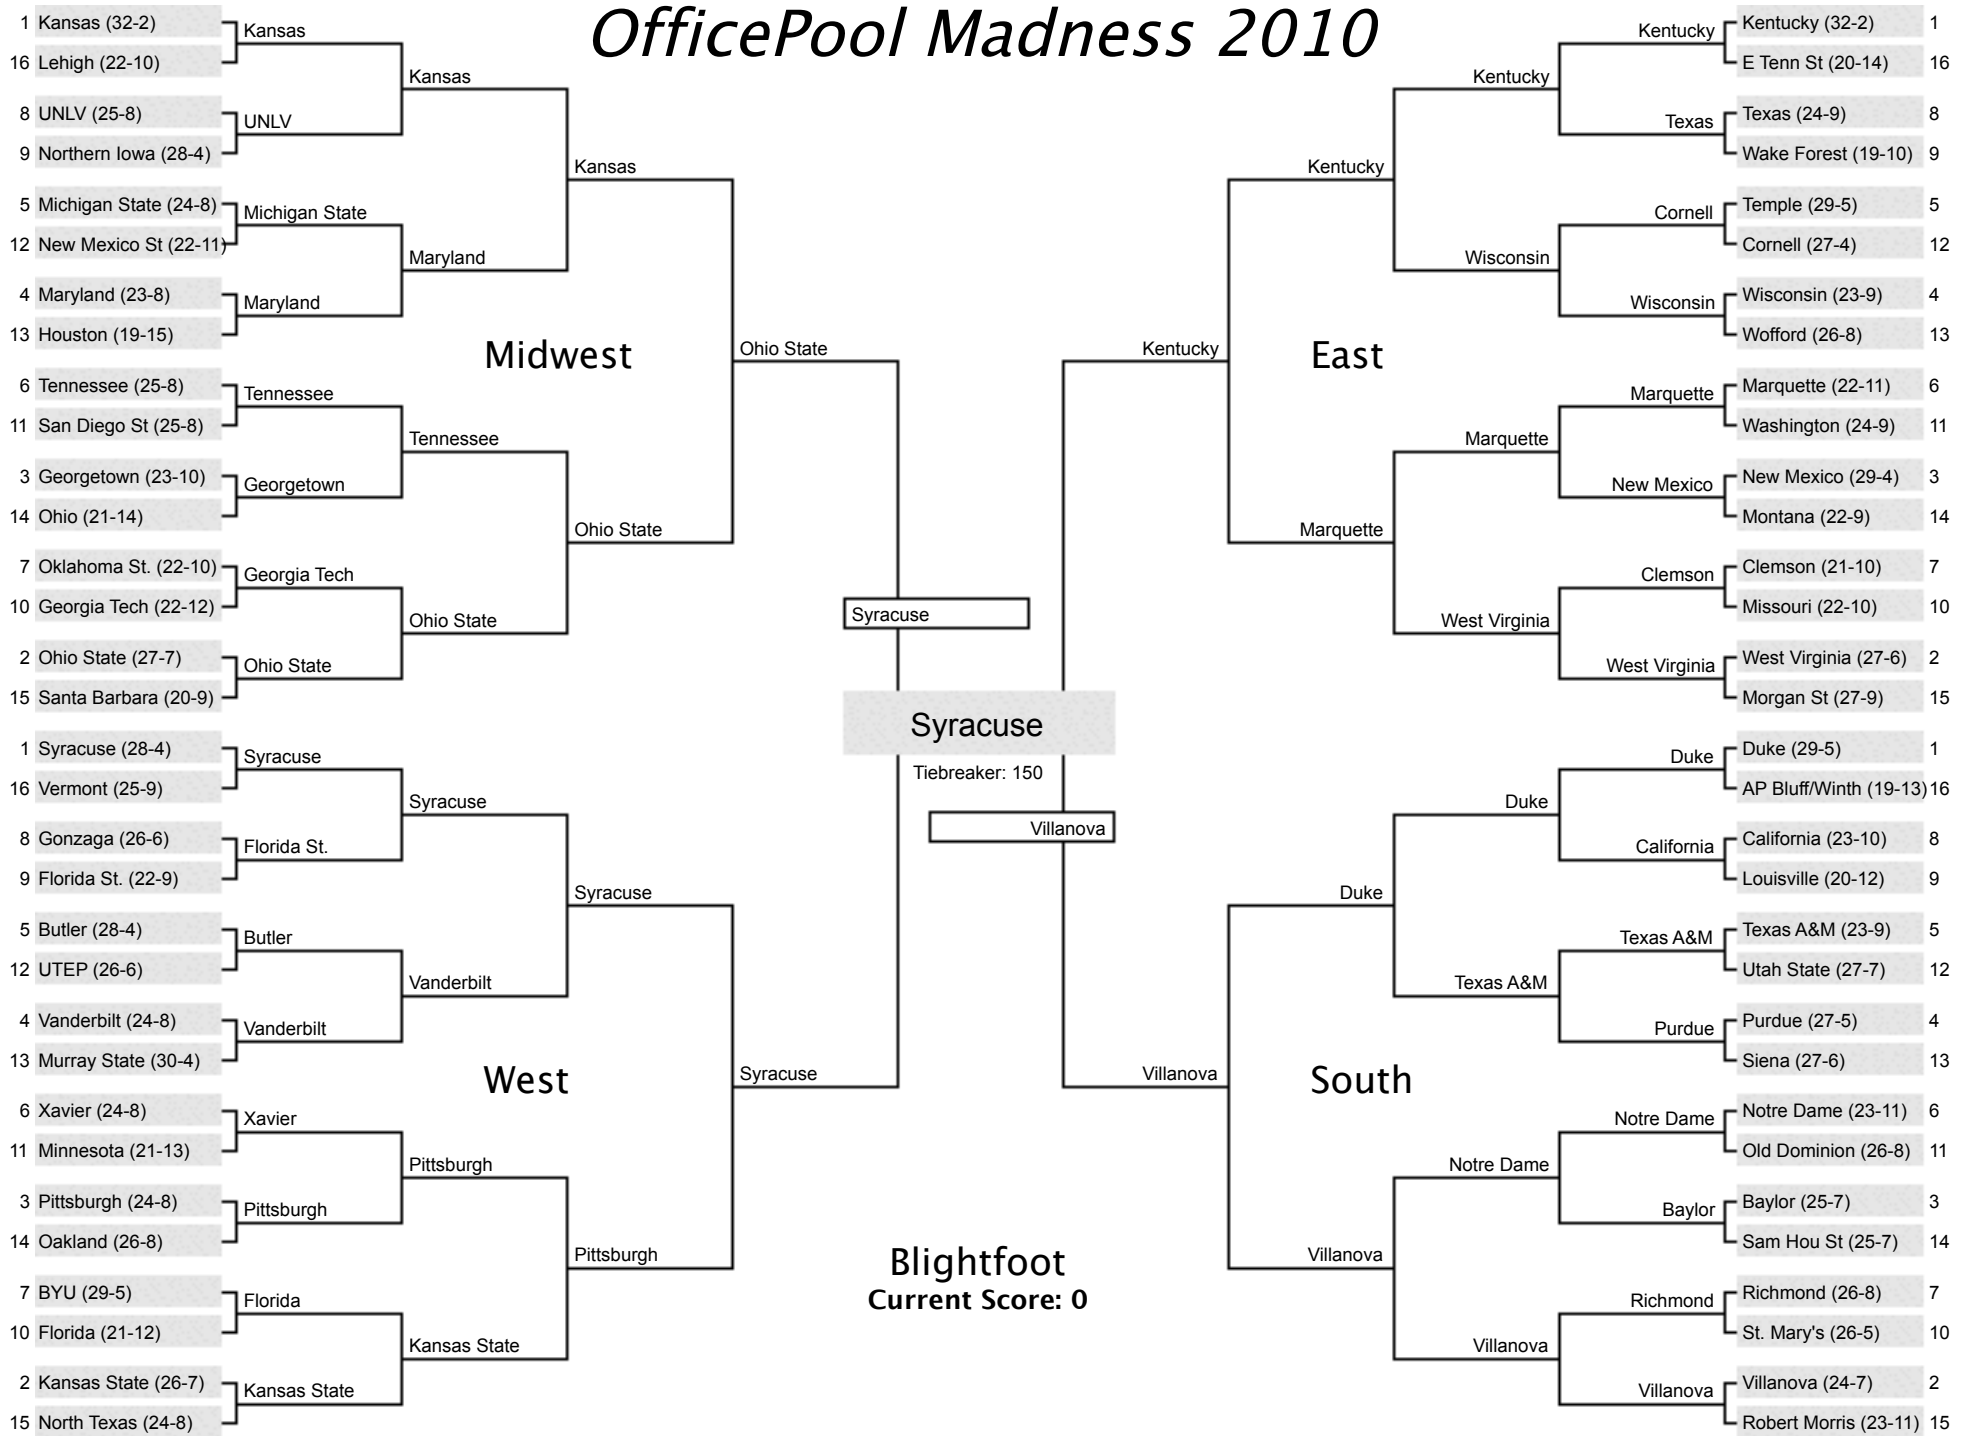 OfficePool Madness 2010
1 Kansas (32-2)
16 Lehigh (22-10)
8 UNLV (25-8)
9 Northern Iowa (28-4)
5 Michigan State (24-8)
12 New Mexico St (22-11)
4 Maryland (23-8)
13 Houston (19-15)
6 Tennessee (25-8)
11 San Diego St (25-8)
3 Georgetown (23-10)
14 Ohio (21-14)
7 Oklahoma St. (22-10)
10 Georgia Tech (22-12)
2 Ohio State (27-7)
15 Santa Barbara (20-9)
Kansas
UNLV
Michigan State
Maryland
Tennessee
Georgetown
Georgia Tech
Ohio State
Kansas
Maryland
Tennessee
Ohio State
Kansas
Ohio State
Midwest
Ohio State
1 Syracuse (28-4)
16 Vermont (25-9)
8 Gonzaga (26-6)
9 Florida St. (22-9)
5 Butler (28-4)
12 UTEP (26-6)
4 Vanderbilt (24-8)
13 Murray State (30-4)
6 Xavier (24-8)
11 Minnesota (21-13)
3 Pittsburgh (24-8)
14 Oakland (26-8)
7 BYU (29-5)
10 Florida (21-12)
2 Kansas State (26-7)
15 North Texas (24-8)
Syracuse
Florida St.
Butler
Vanderbilt
Xavier
Pittsburgh
Florida
Kansas State
Syracuse
Vanderbilt
Pittsburgh
Kansas State
Syracuse
Pittsburgh
West
Syracuse
Syracuse
Syracuse
Tiebreaker: 150
Villanova
Blightfoot
Current Score: 0
Kentucky
East
Kentucky
Marquette
Kentucky
Wisconsin
Marquette
West Virginia
Kentucky
Texas
Cornell
Wisconsin
Marquette
New Mexico
Clemson
West Virginia
Kentucky (32-2) 1
E Tenn St (20-14) 16
Texas (24-9) 8
Wake Forest (19-10) 9
Temple (29-5) 5
Cornell (27-4) 12
Wisconsin (23-9) 4
Wofford (26-8) 13
Marquette (22-11) 6
Washington (24-9) 11
New Mexico (29-4) 3
Montana (22-9) 14
Clemson (21-10) 7
Missouri (22-10) 10
West Virginia (27-6) 2
Morgan St (27-9) 15
Villanova
South
Duke
Villanova
Duke
Texas A&M
Notre Dame
Villanova
Duke
California
Texas A&M
Purdue
Notre Dame
Baylor
Richmond
Villanova
Duke (29-5) 1
AP Bluff/Winth (19-13) 16
California (23-10) 8
Louisville (20-12) 9
Texas A&M (23-9) 5
Utah State (27-7) 12
Purdue (27-5) 4
Siena (27-6) 13
Notre Dame (23-11) 6
Old Dominion (26-8) 11
Baylor (25-7) 3
Sam Hou St (25-7) 14
Richmond (26-8) 7
St. Mary's (26-5) 10
Villanova (24-7) 2
Robert Morris (23-11) 15